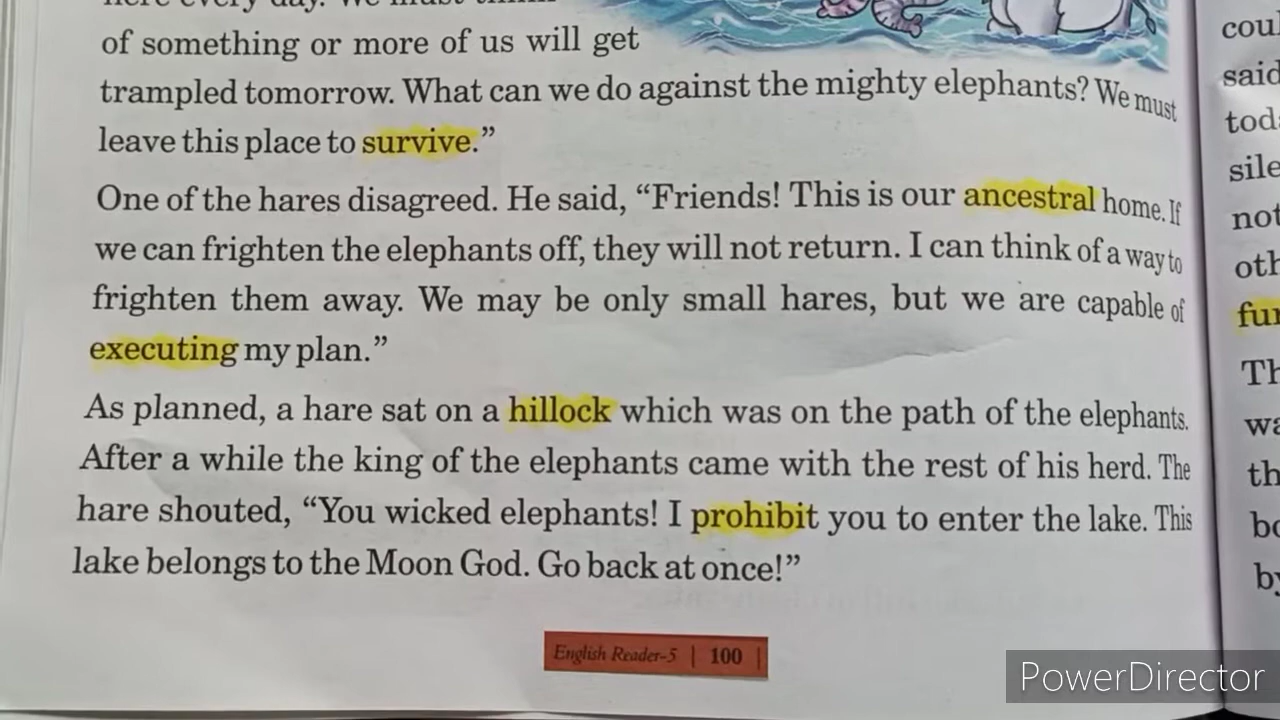 of something or more of us will get
trampled tomorrow. What can we do against the mighty elephants? We must
leave this place to survive.”
One of the hares disagreed. He said, “Friends! This is our ancestral home. If
we can frighten the elephants off, they will not return. I can think of a way to
frighten them away. We may be only small hares, but we are capable of
executing my plan.”
As planned, a hare sat on a hillock which was on the path of the elephants.
After a while the king of the elephants came with the rest of his herd. The
hare shouted, “You wicked elephants! I prohibit you to enter the lake. This
lake belongs to the Moon God. Go back at once!”
English Reader-5 | 100 |
said
PowerDirector